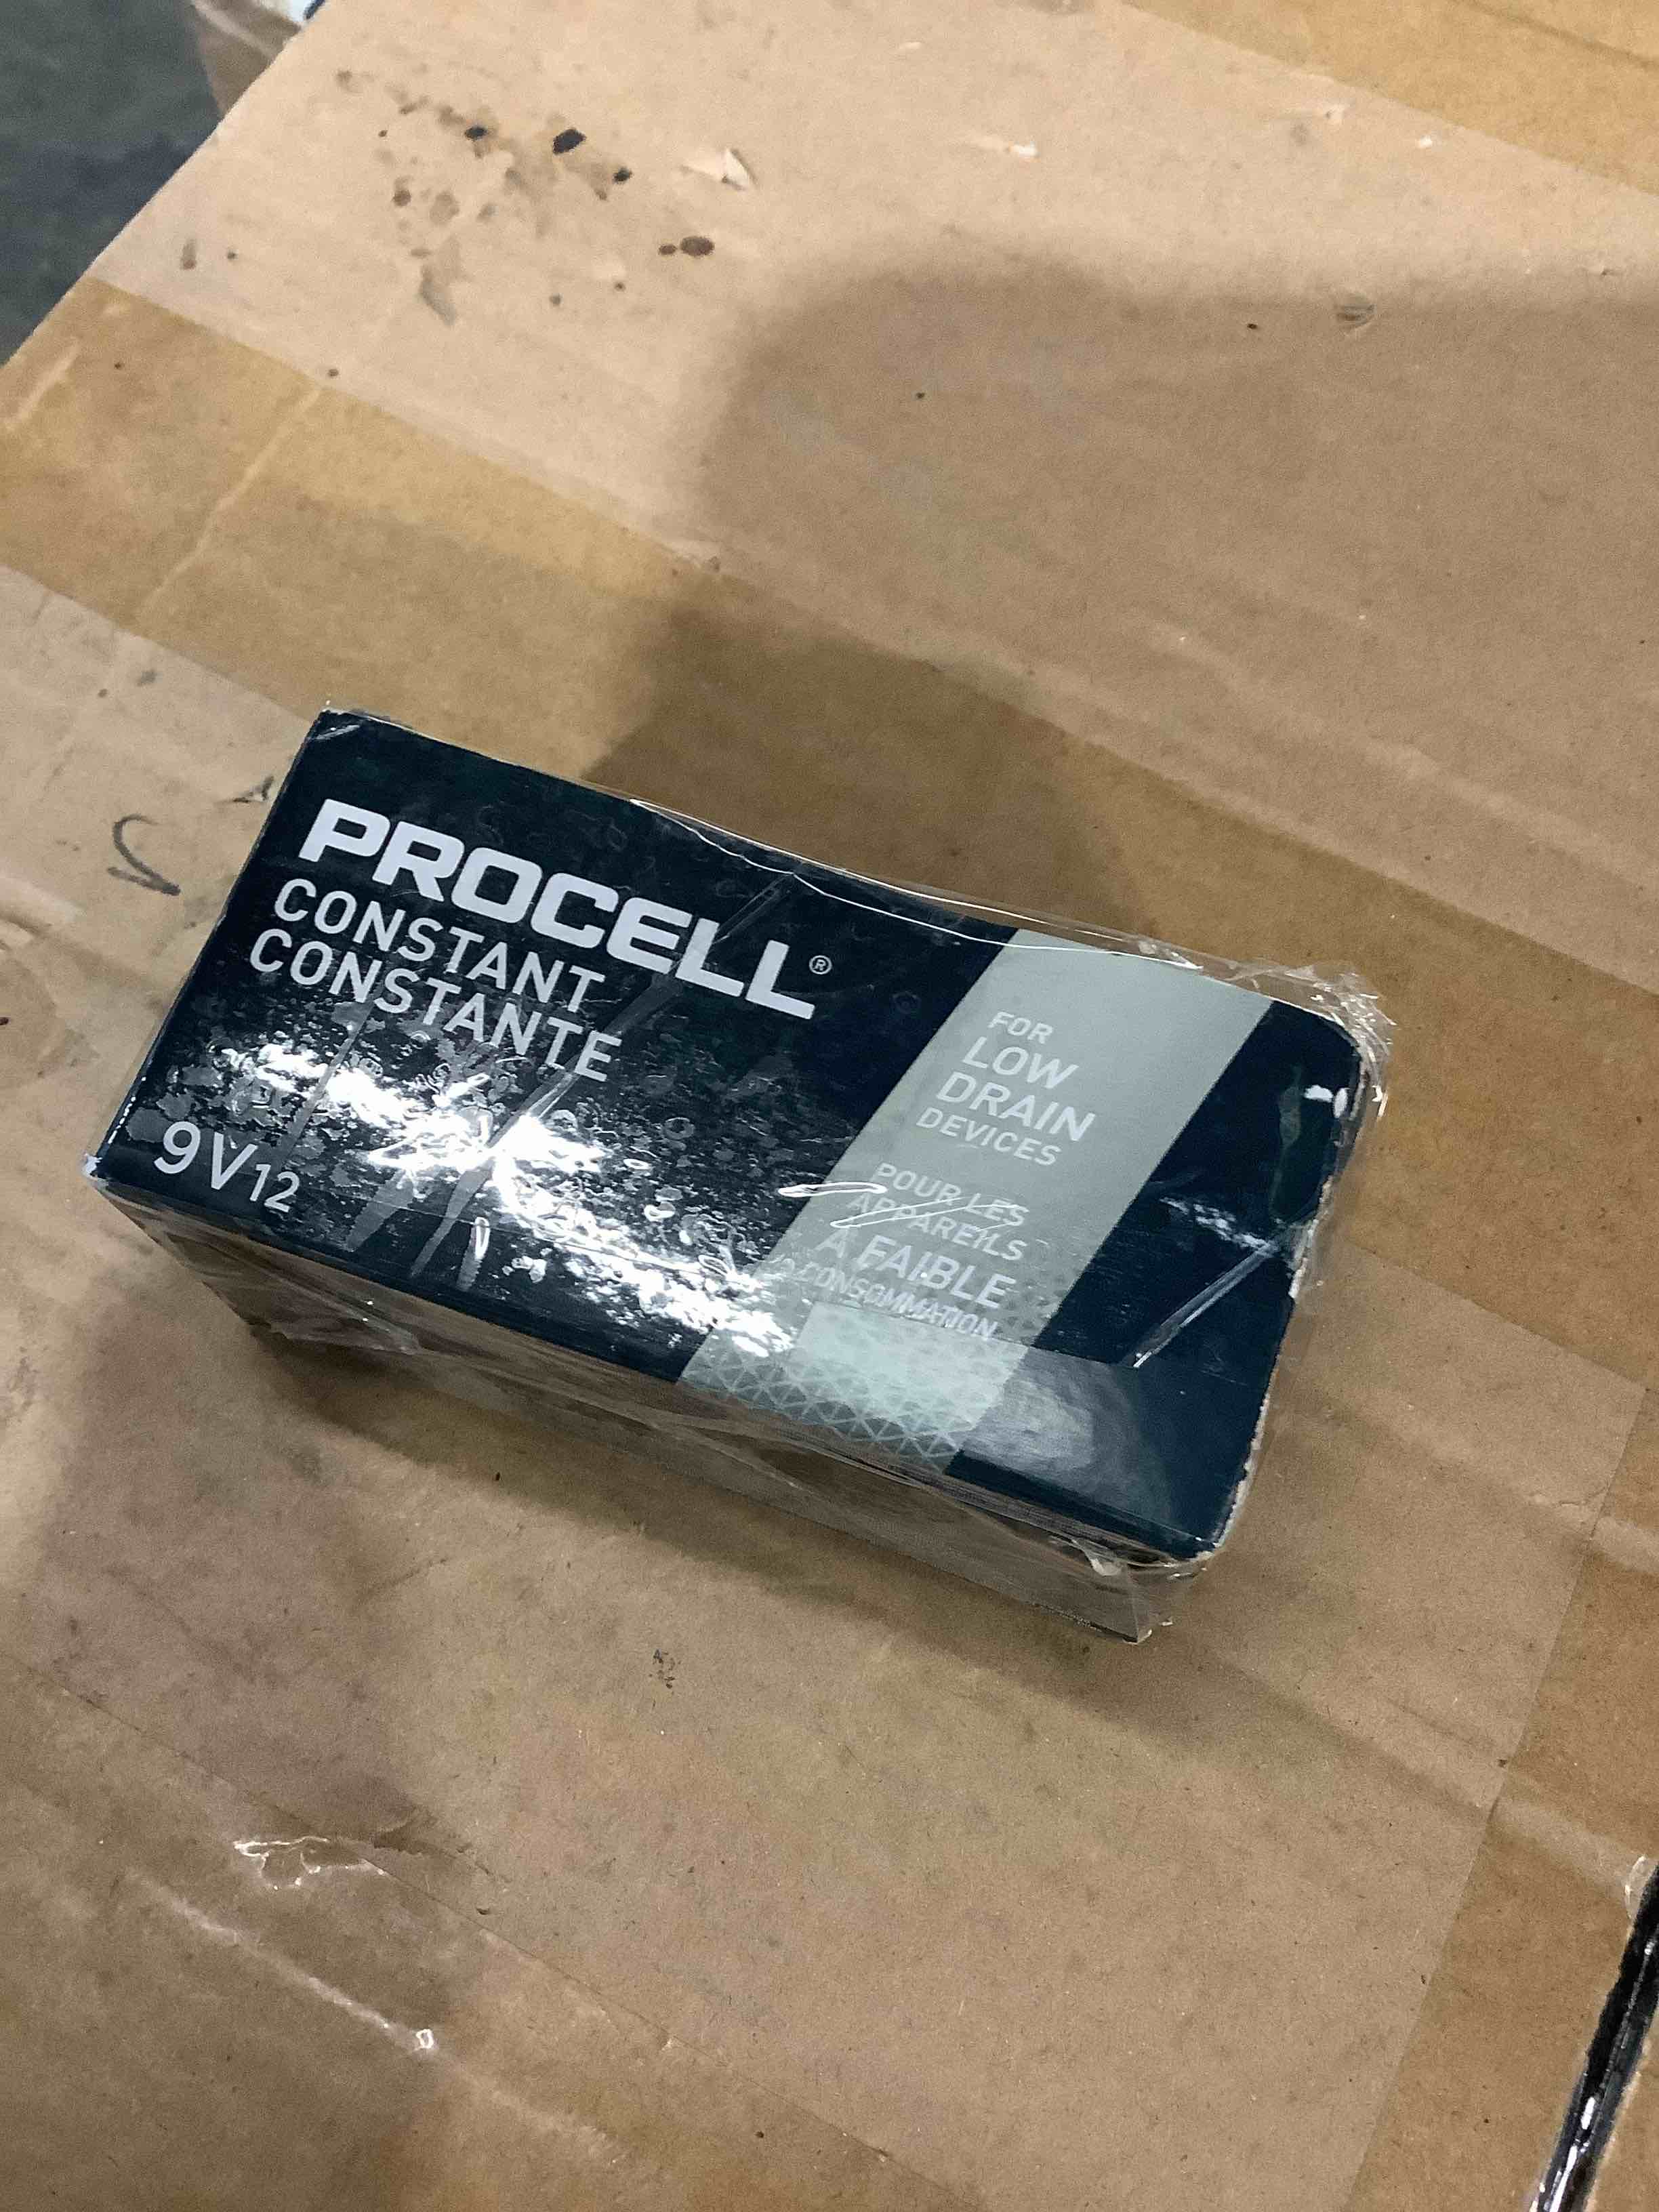 PROCELL®
CONSTANT
CONSTANTE
9V12
FOR
LOW
DRAIN
DEVICES
POUR LES
APPAREILS
À FAIBLE
CONSOMMATION